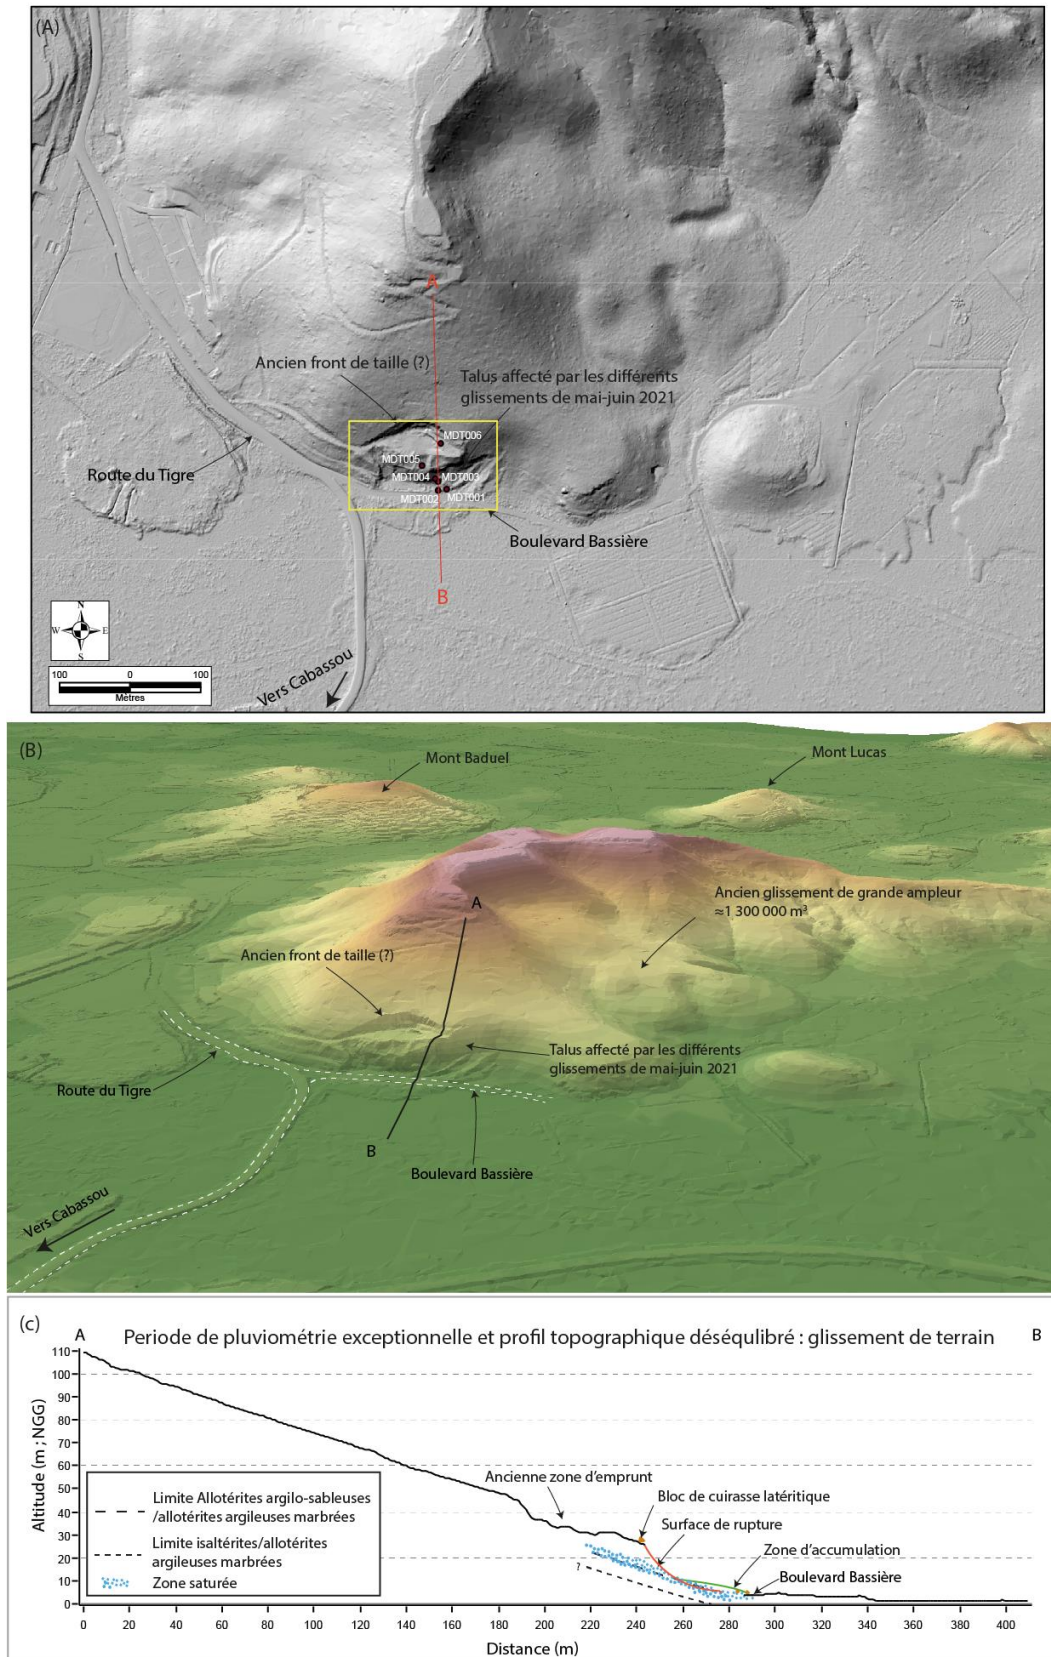 (A)
A
Ancien front de taille (?)
Talus affecté par les différents
glissements de mai-juin 2021
MDT006
MDT005
MDT004
MDT003
MDT002
MDT001
Route du Tigre
Boulevard Bassière
B
N
W
E
S
100 0 100
Mètres
Vers Cabassou
(B)
Mont Baduel
Mont Lucas
A
Ancien glissement de grande ampleur
≈1 300 000 m³
Ancien front de taille (?)
Talus affecté par les différents
glissements de mai-juin 2021
Route du Tigre
B
Boulevard Bassière
Vers Cabassou
(c)
A
Periode de pluviométrie exceptionnelle et profil topographique déséqulibré : glissement de terrain
B
110
100
90
80
70
60
50
40
30
20
10
0
Altitude (m ; NGG)
Ancienne zone d'emprunt
Bloc de cuirasse latéritique
Surface de rupture
Zone d'accumulation
Boulevard Bassière
?
Limite Allotérites argilo-sableuses
/allotérites argileuses marbrées
Limite isaltérites/allotérites
argileuses marbrées
Zone saturée
0 20 40 60 80 100 120 140 160 180 200 220 240 260 280 300 320 340 360 380 400
Distance (m)